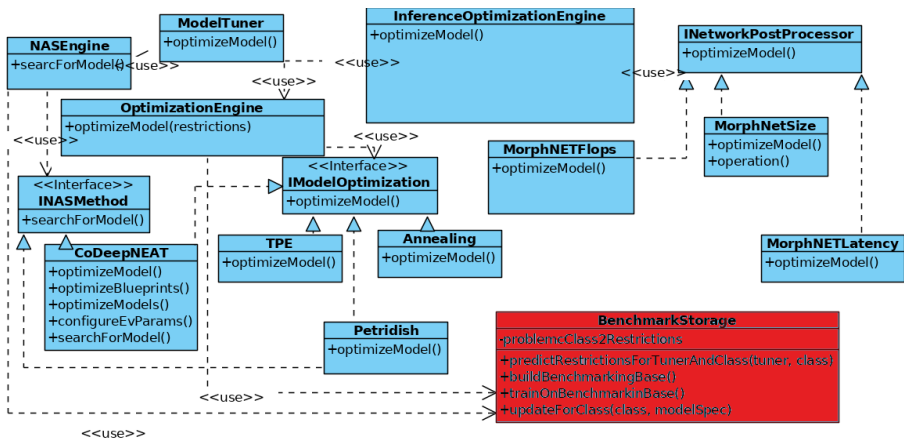 ModelTuner
+optimizeModel()
InferenceOptimizationEngine
+optimizeModel()
NASEngine
+searcForModel()
<<use>>
<<use>>
INetworkPostProcessor
+optimizeModel()
<<use>>
OptimizationEngine
+optimizeModel(restrictions)
<<use>>
<<use>>
MorphNetSize
+optimizeModel()
+operation()
MorphNETFlops
+optimizeModel()
<<Interface>>
IModelOptimization
+optimizeModel()
<<Interface>>
INASMethod
+searchForModel()
TPE
+optimizeModel()
Annealing
+optimizeModel()
MorphNETLatency
+optimizeModel()
CoDeepNEAT
+optimizeModel()
+optimizeBlueprints()
+optimizeModels()
+configureEvParams()
+searchForModel()
Petridish
+optimizeModel()
BenchmarkStorage
-problemcClass2Restrictions
+predictRestrictionsForTunerAndClass(tuner, class)
+buildBenchmarkingBase()
+trainOnBenchmarkInBase()
+updateForClass(class, modelSpec)
<<use>>
<<use>>